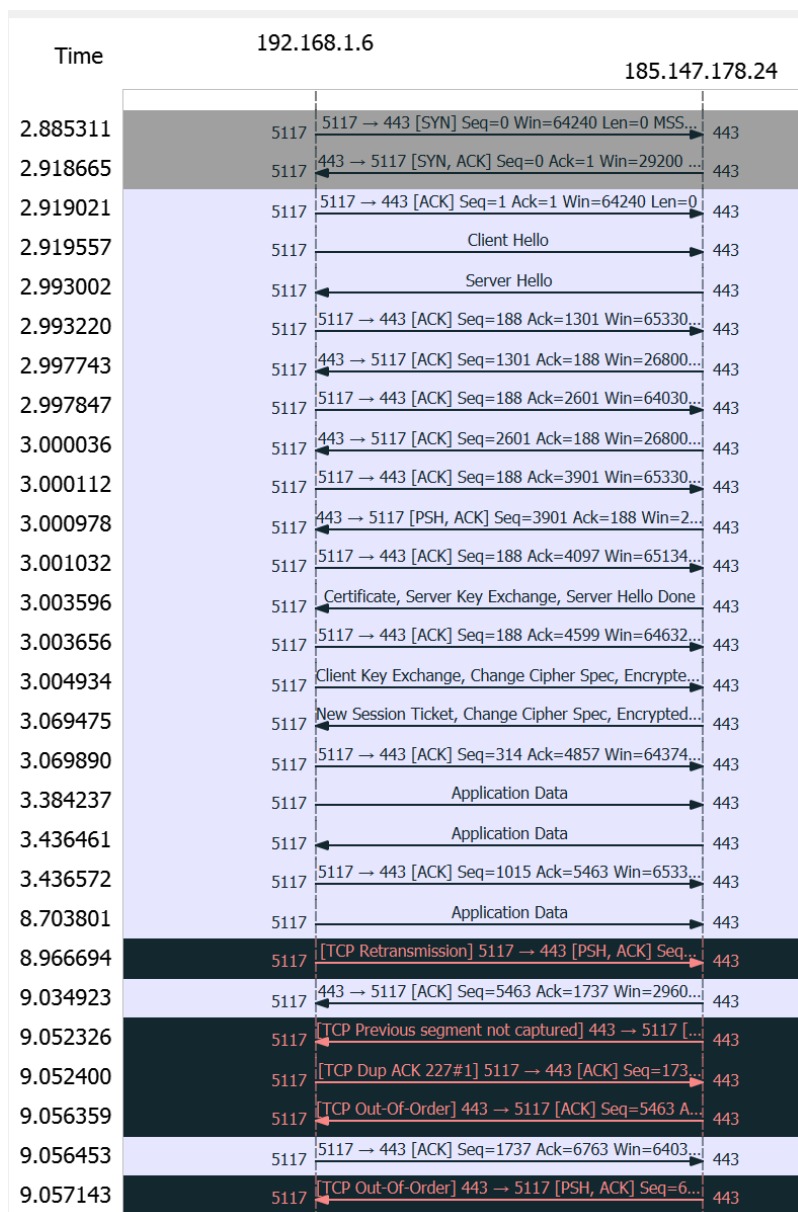 Time 192.168.1.6 185.147.178.24
2.885311 5117 5117 → 443 [SYN] Seq=0 Win=64240 Len=0 MSS... 443
2.918665 5117 443 → 5117 [SYN, ACK] Seq=0 Ack=1 Win=29200 ... 443
2.919021 5117 5117 → 443 [ACK] Seq=1 Ack=1 Win=64240 Len=0 443
2.919557 5117 Client Hello 443
2.993002 5117 Server Hello 443
2.993220 5117 5117 → 443 [ACK] Seq=188 Ack=1301 Win=65330... 443
2.997743 5117 443 → 5117 [ACK] Seq=1301 Ack=188 Win=26800... 443
2.997847 5117 5117 → 443 [ACK] Seq=188 Ack=2601 Win=64030... 443
3.000036 5117 443 → 5117 [ACK] Seq=2601 Ack=188 Win=26800... 443
3.000112 5117 5117 → 443 [ACK] Seq=188 Ack=3901 Win=65330... 443
3.000978 5117 443 → 5117 [PSH, ACK] Seq=3901 Ack=188 Win=2... 443
3.001032 5117 5117 → 443 [ACK] Seq=188 Ack=4097 Win=65134... 443
3.003596 5117 Certificate, Server Key Exchange, Server Hello Done 443
3.003656 5117 5117 → 443 [ACK] Seq=188 Ack=4599 Win=64632... 443
3.004934 5117 Client Key Exchange, Change Cipher Spec, Encrypte... 443
3.069475 5117 New Session Ticket, Change Cipher Spec, Encrypted... 443
3.069890 5117 5117 → 443 [ACK] Seq=314 Ack=4857 Win=64374... 443
3.384237 5117 Application Data 443
3.436461 5117 Application Data 443
3.436572 5117 5117 → 443 [ACK] Seq=1015 Ack=5463 Win=6533... 443
8.703801 5117 Application Data 443
8.966694 5117 [TCP Retransmission] 5117 → 443 [PSH, ACK] Seq... 443
9.034923 5117 443 → 5117 [ACK] Seq=5463 Ack=1737 Win=2960... 443
9.052326 5117 [TCP Previous segment not captured] 443 → 5117 [... 443
9.052400 5117 [TCP Dup ACK 227#1] 5117 → 443 [ACK] Seq=173... 443
9.056359 5117 [TCP Out-Of-Order] 443 → 5117 [ACK] Seq=5463 A... 443
9.056453 5117 5117 → 443 [ACK] Seq=1737 Ack=6763 Win=6403... 443
9.057143 5117 [TCP Out-Of-Order] 443 → 5117 [PSH, ACK] Seq=6... 443